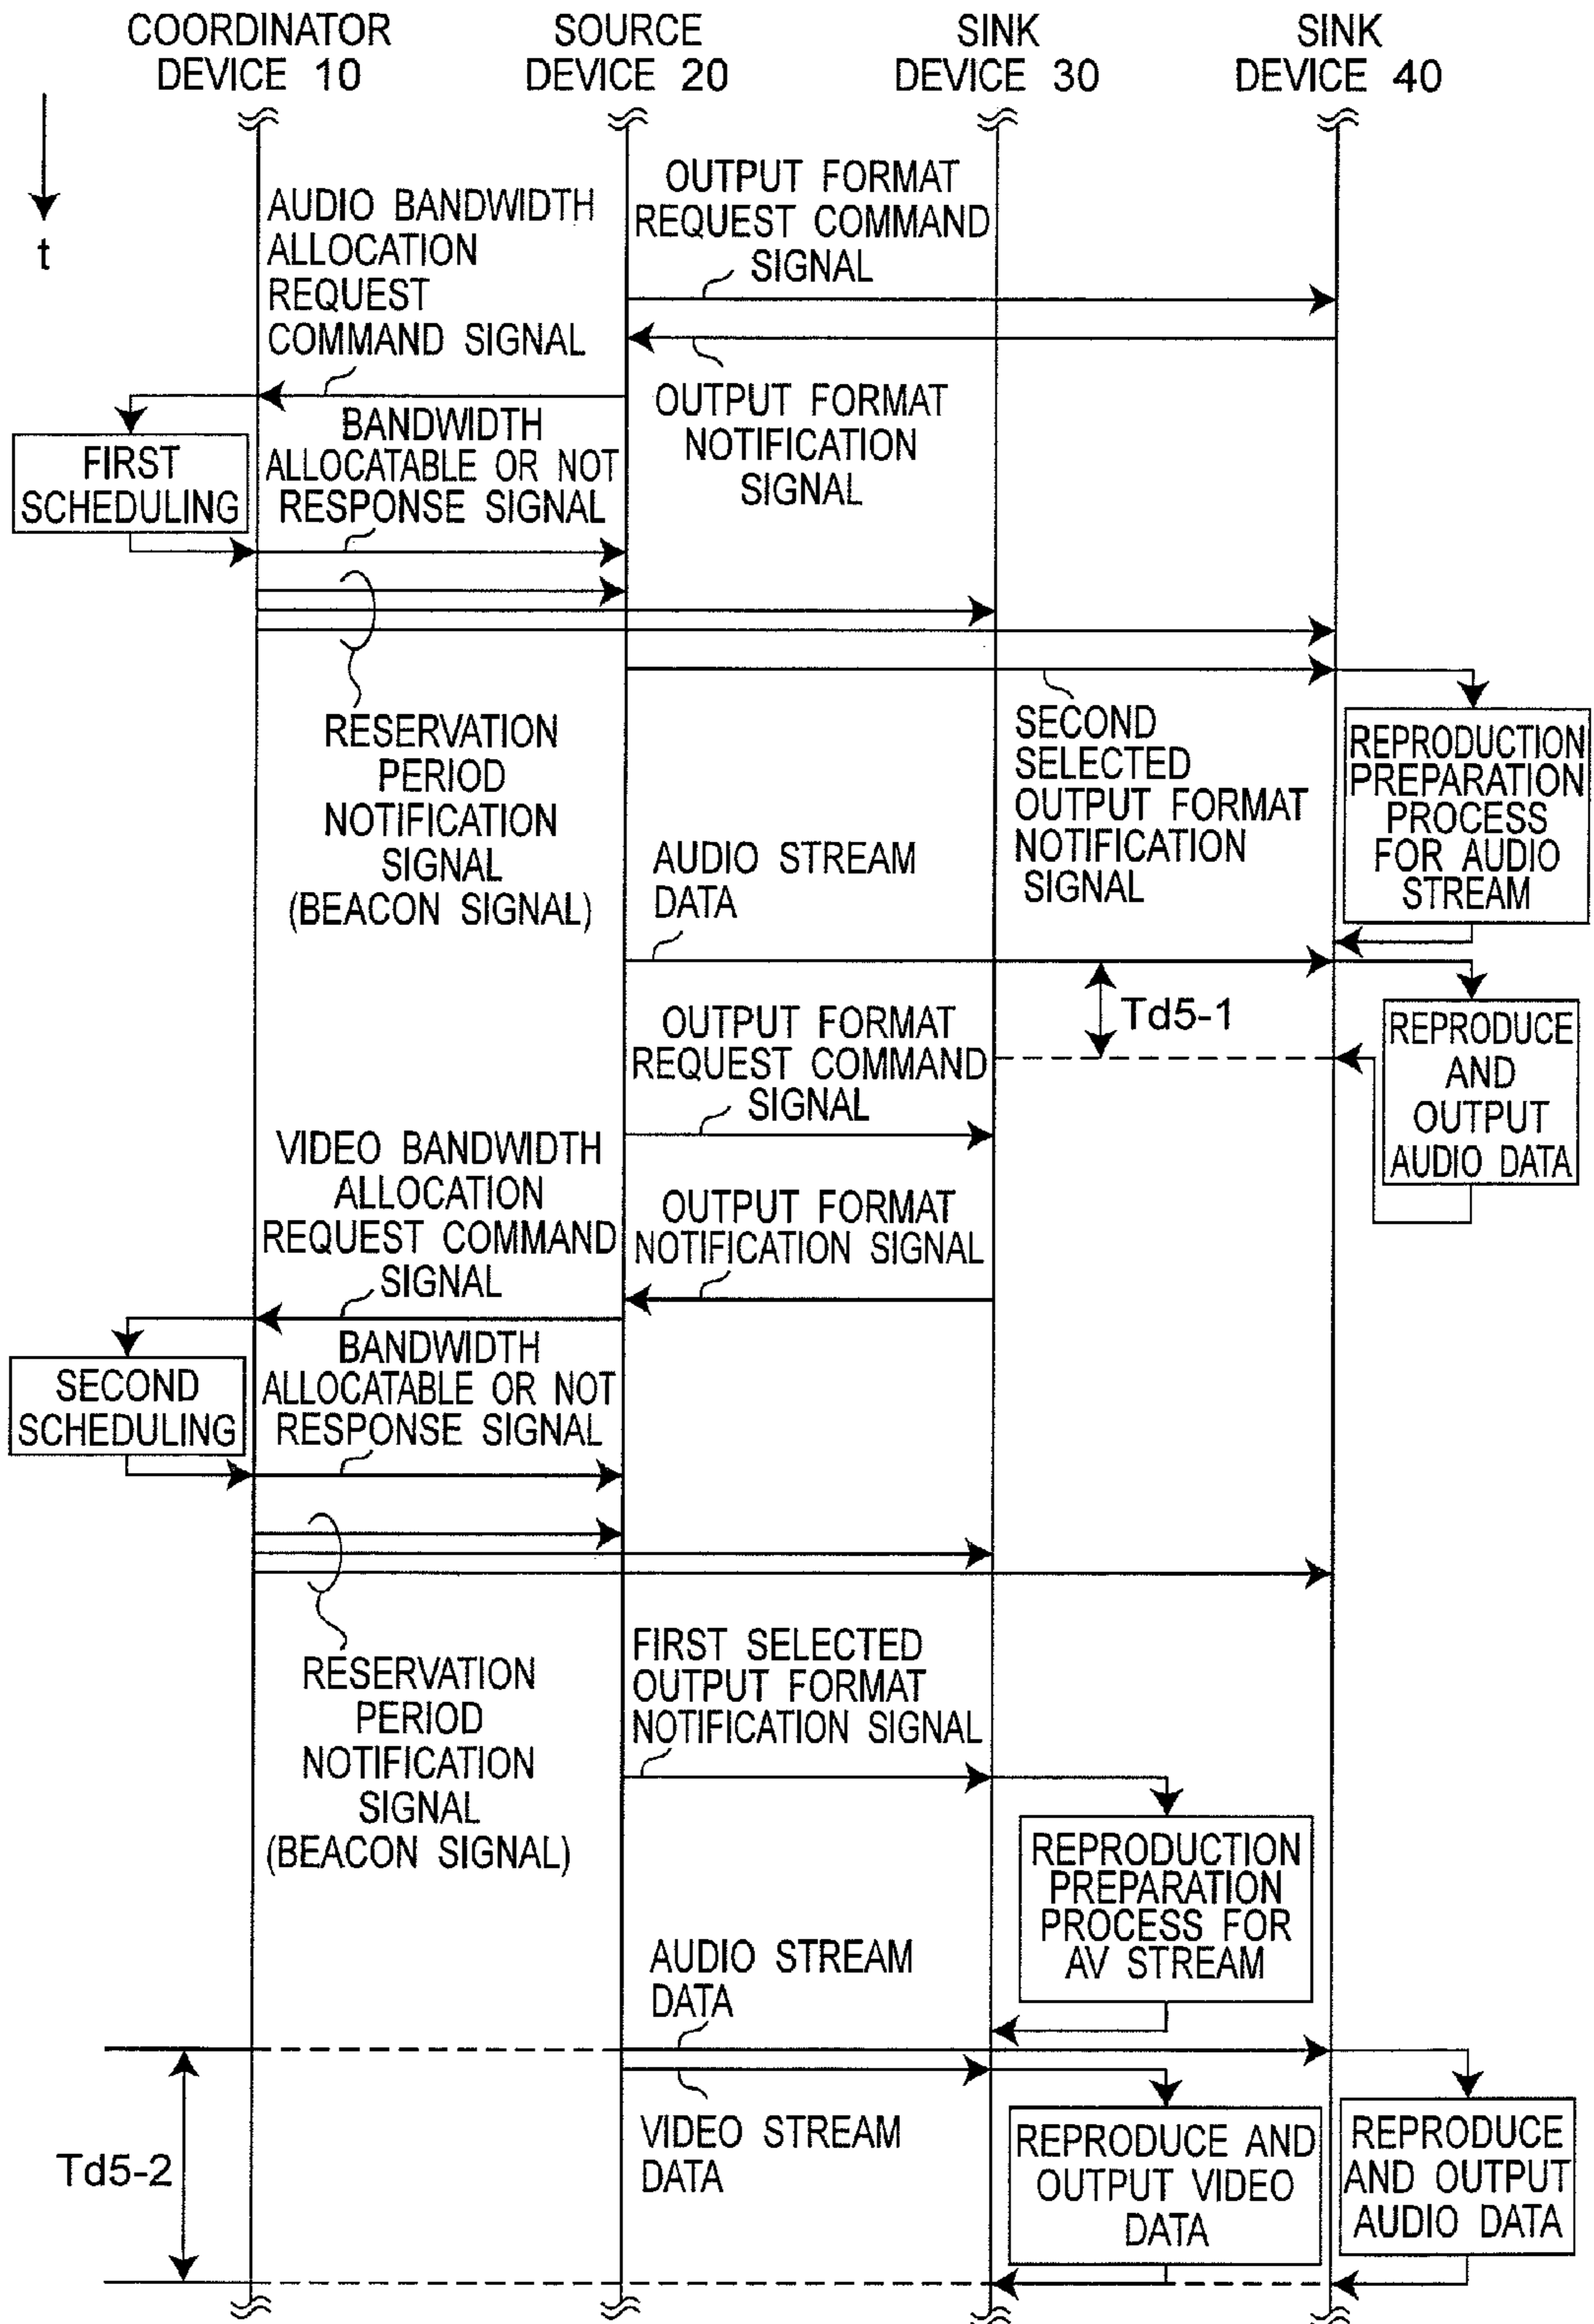 COORDINATOR
DEVICE 10
SOURCE
DEVICE 20
SINK
DEVICE 30
SINK
DEVICE 40
t
OUTPUT FORMAT
REQUEST COMMAND
SIGNAL
AUDIO BANDWIDTH
ALLOCATION
REQUEST
COMMAND SIGNAL
OUTPUT FORMAT
NOTIFICATION
SIGNAL
FIRST
SCHEDULING
BANDWIDTH
ALLOCATABLE OR NOT
RESPONSE SIGNAL
RESERVATION
PERIOD
NOTIFICATION
SIGNAL
(BEACON SIGNAL)
SECOND
SELECTED
OUTPUT FORMAT
NOTIFICATION
SIGNAL
REPRODUCTION
PREPARATION
PROCESS
FOR AUDIO
STREAM
AUDIO STREAM
DATA
Td5-1
REPRODUCE
AND
OUTPUT
AUDIO DATA
OUTPUT FORMAT
REQUEST COMMAND
SIGNAL
VIDEO BANDWIDTH
ALLOCATION
REQUEST COMMAND
SIGNAL
OUTPUT FORMAT
NOTIFICATION SIGNAL
SECOND
SCHEDULING
BANDWIDTH
ALLOCATABLE OR NOT
RESPONSE SIGNAL
RESERVATION
PERIOD
NOTIFICATION
SIGNAL
(BEACON SIGNAL)
FIRST SELECTED
OUTPUT FORMAT
NOTIFICATION SIGNAL
REPRODUCTION
PREPARATION
PROCESS FOR
AV STREAM
AUDIO STREAM
DATA
VIDEO STREAM
DATA
Td5-2
REPRODUCE AND
OUTPUT VIDEO
DATA
REPRODUCE
AND OUTPUT
AUDIO DATA